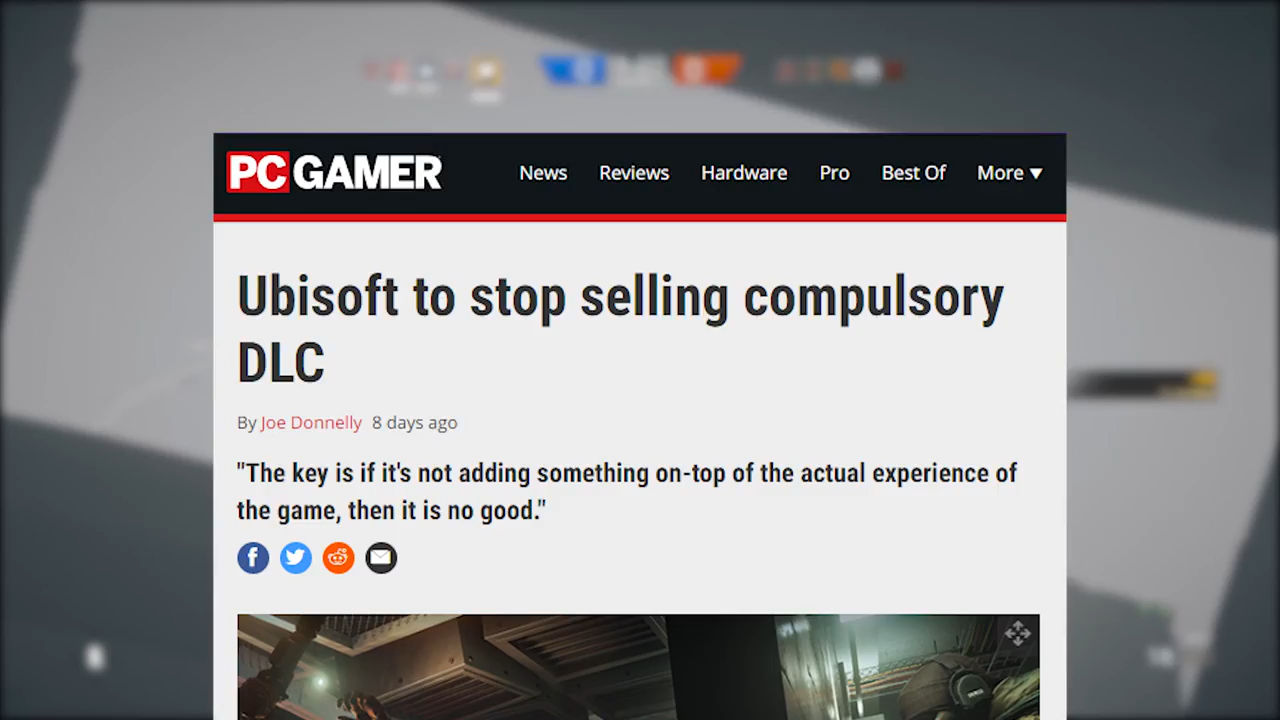 PC GAMER
News Reviews Hardware Pro Best Of More ▼
Ubisoft to stop selling compulsory
DLC
By Joe Donnelly 8 days ago
"The key is if it's not adding something on-top of the actual experience of
the game, then it is no good."